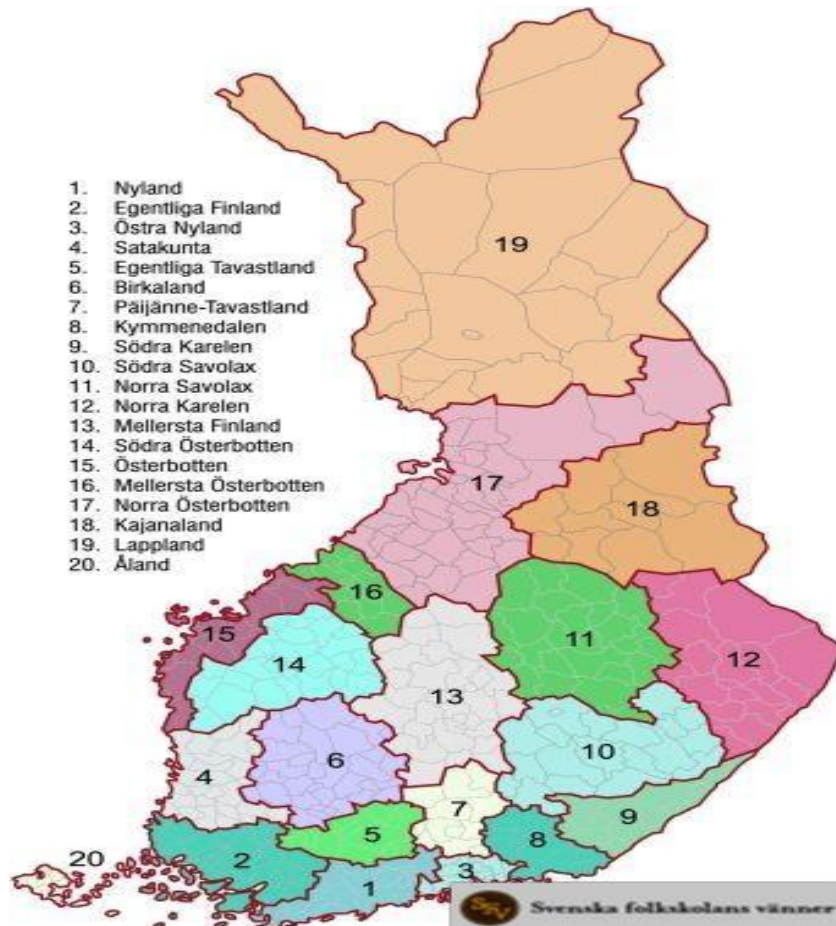 1. Nyland
2. Egentliga Finland
3. Östra Nyland
4. Satakunta
5. Egentliga Tavastland
6. Birkaland
7. Päijänne-Tavastland
8. Kymmenedalen
9. Södra Karelen
10. Södra Savolax
11. Norra Savolax
12. Norra Karelen
13. Mellersta Finland
14. Södra Österbotten
15. Österbotten
16. Mellersta Österbotten
17. Norra Österbotten
18. Kajanaland
19. Lappland
20. Åland
19
17
18
16
15
11
14
12
13
6
10
4
7
9
5
8
20
2
3
1
SFV Svenska folkskolans vänner